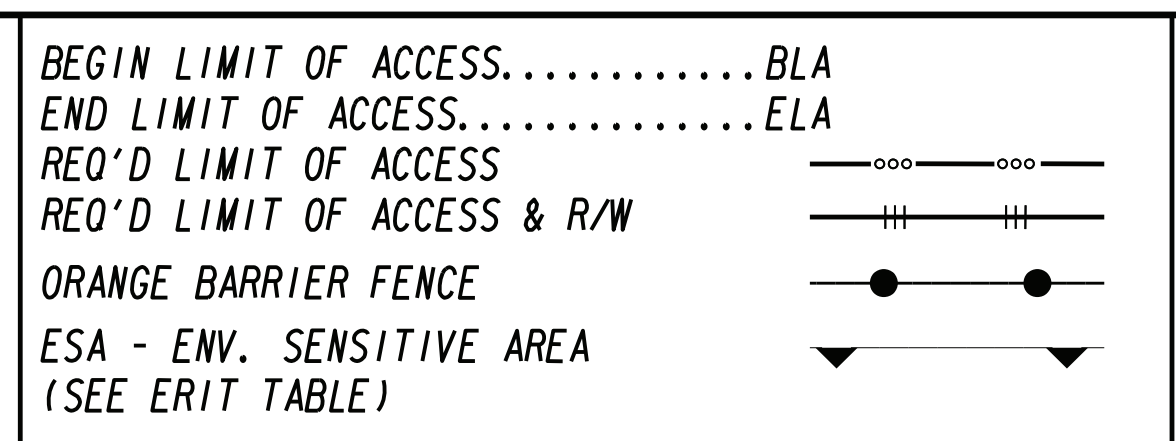 BEGIN LIMIT OF ACCESS............BLA
END LIMIT OF ACCESS..............ELA
REQ'D LIMIT OF ACCESS
REQ'D LIMIT OF ACCESS & R/W
ORANGE BARRIER FENCE
ESA - ENV. SENSITIVE AREA
(SEE ERIT TABLE)